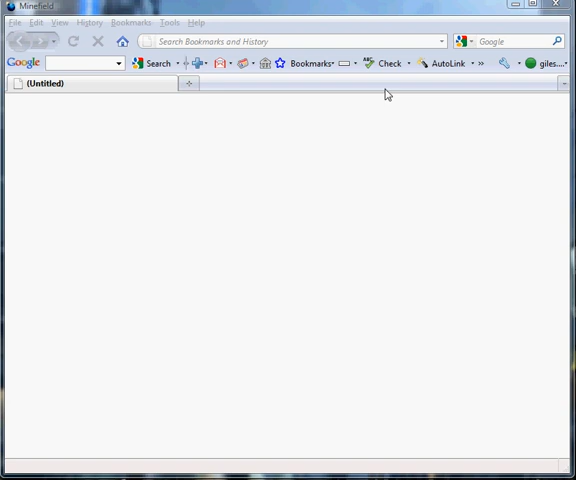 Minefield
File Edit View History Bookmarks Tools Help
Search Bookmarks and History Google
Google Search Bookmarks Check AutoLink » giles....
(Untitled)